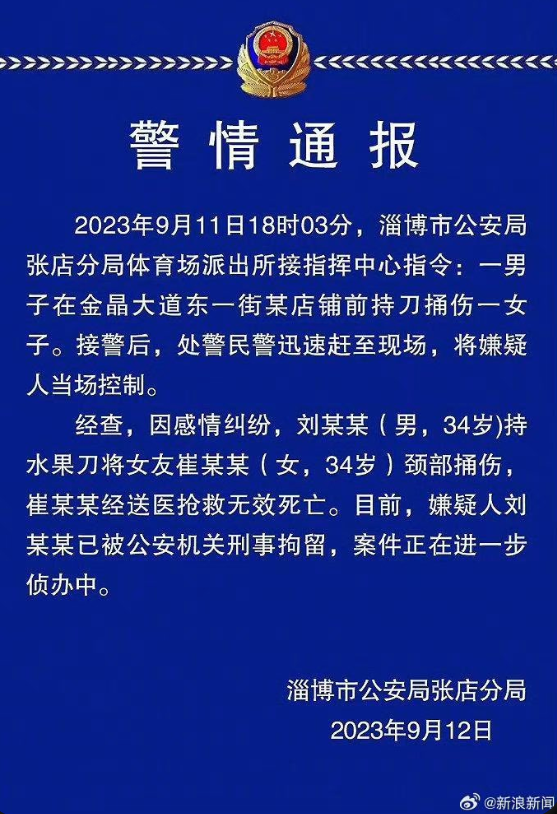 警情通报
2023年9月11日18时03分，淄博市公安局
张店分局体育场派出所接指挥中心指令：一男
子在金晶大道东一街某店铺前持刀捅伤一女
子。接警后，处警民警迅速赶至现场，将嫌疑
人当场控制。
经查，因感情纠纷，刘某某（男，34岁)持
水果刀将女友崔某某（女，34岁）颈部捅伤，
崔某某经送医抢救无效死亡。目前，嫌疑人刘
某某已被公安机关刑事拘留，案件正在进一步
侦办中。
淄博市公安局张店分局
2023年9月12日
@新浪新闻